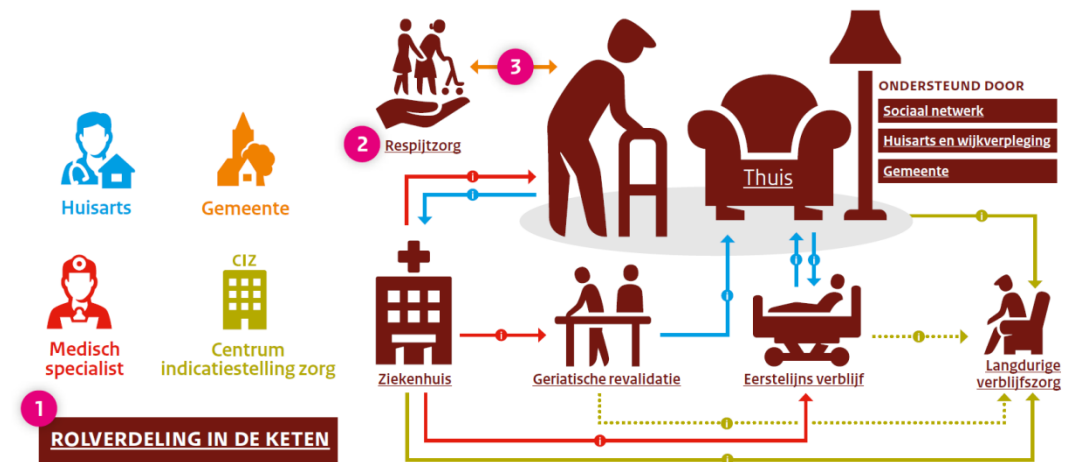 3
ONDERSTEUND DOOR
Sociaal netwerk
Huisarts en wijkverpleging
Gemeente
2
Respijtzorg
Thuis
Huisarts
Gemeente
CIZ
Medisch
specialist
Centrum
indicatiestelling zorg
Ziekenhuis
Geriatische revalidatie
Eerstelijns verblijf
Langdurige
verblijfszorg
1
ROLVERDELING IN DE KETEN
i
i
i
i
i
i
i
i
i
i
i